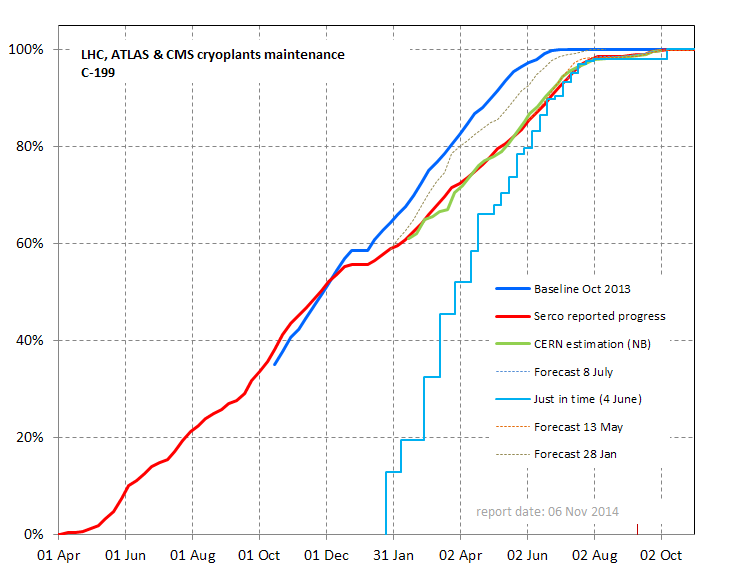 LHC, ATLAS & CMS cryoplants maintenance
C-199
100%
80%
60%
40%
20%
0%
Baseline Oct 2013
Serco reported progress
CERN estimation (NB)
Forecast 8 July
Just in time (4 June)
Forecast 13 May
Forecast 28 Jan
report date: 06 Nov 2014
01 Apr 01 Jun 01 Aug 01 Oct 01 Dec 31 Jan 02 Apr 02 Jun 02 Aug 02 Oct